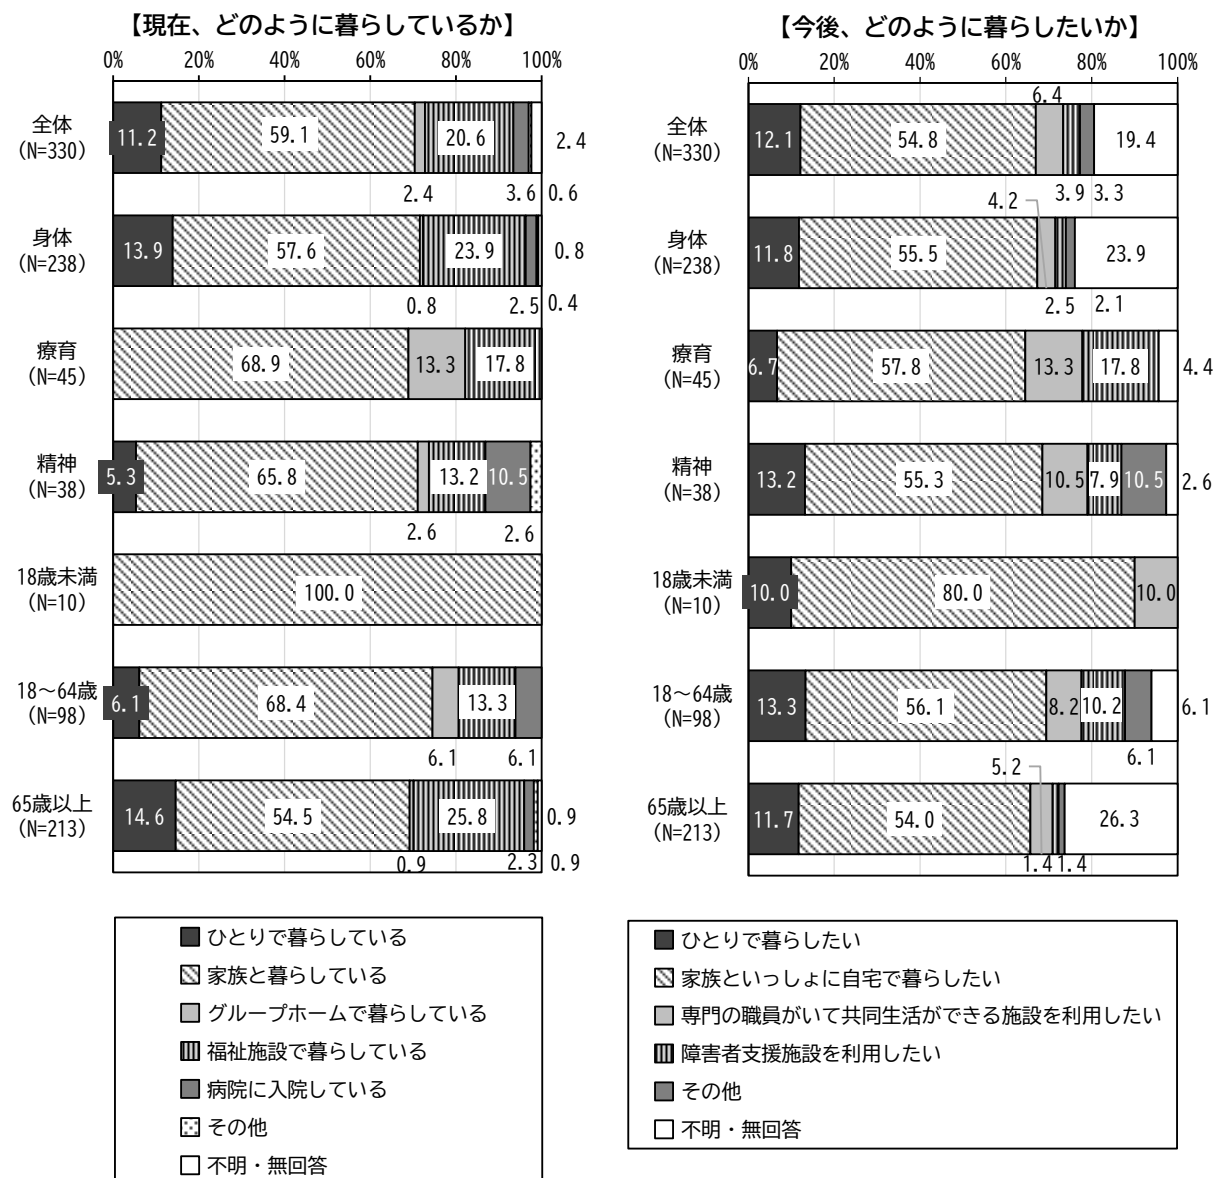 【現在、どのように暮らしているか】
0% 20% 40% 60% 80% 100%
全体
(N=330)
11.2 59.1 20.6 2.4
2.4 3.6 0.6
身体
(N=238)
13.9 57.6 23.9 0.8
0.8 2.5 0.4
療育
(N=45)
68.9 13.3 17.8
精神
(N=38)
5.3 65.8 13.2 10.5
2.6 2.6
18歳未満
(N=10)
100.0
18～64歳
(N=98)
6.1 68.4 13.3
6.1 6.1
65歳以上
(N=213)
14.6 54.5 25.8 0.9
0.9 2.3 0.9
ひとりで暮らしている
家族と暮らしている
グループホームで暮らしている
福祉施設で暮らしている
病院に入院している
その他
不明・無回答
【今後、どのように暮らしたいか】
0% 20% 40% 60% 80% 100%
6.4
全体
(N=330)
12.1 54.8 19.4
3.9 3.3
4.2
身体
(N=238)
11.8 55.5 23.9
2.5 2.1
療育
(N=45)
6.7 57.8 13.3 17.8 4.4
精神
(N=38)
13.2 55.3 10.5 7.9 10.5 2.6
18歳未満
(N=10)
10.0 80.0 10.0
18～64歳
(N=98)
13.3 56.1 8.2 10.2 6.1
6.1
5.2
65歳以上
(N=213)
11.7 54.0 26.3
1.4 1.4
ひとりで暮らしたい
家族といっしょに自宅で暮らしたい
専門の職員がいて共同生活ができる施設を利用したい
障害者支援施設を利用したい
その他
不明・無回答